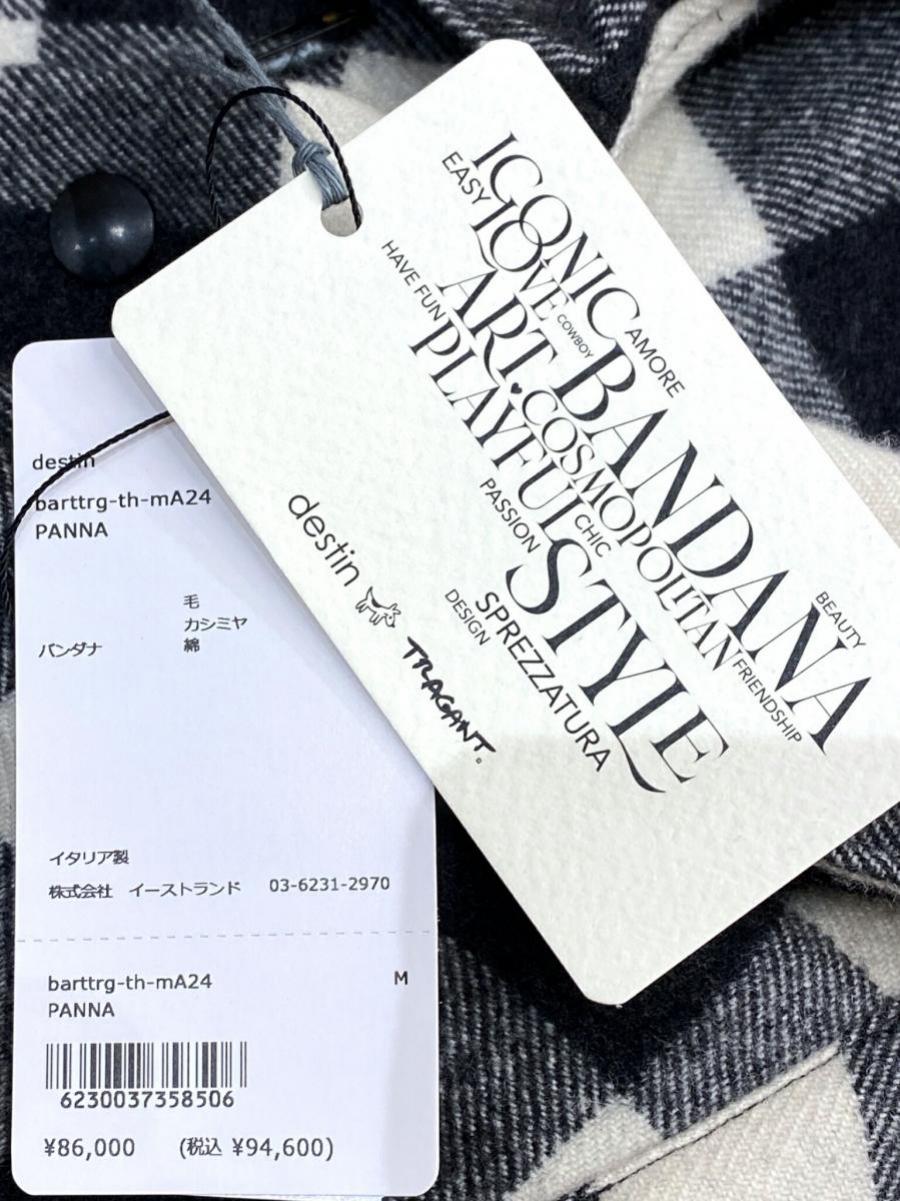 ICONIC
EASY LOVE COWBOY AMORE
HAVE FUN ART BANDANA
PLAYFUL COSMOPOLITAN
PASSION CHIC BEAUTY
STYLE FRIENDSHIP
DESIGN SPREZZATURA
destin TRAGANT.
destin
barttrg-th-mA24
PANNA
毛
カシミヤ
バンダナ 綿
イタリア製
株式会社 イーストランド 03-6231-2970
barttrg-th-mA24 M
PANNA
6230037358506
¥86,000 (税込 ¥94,600)